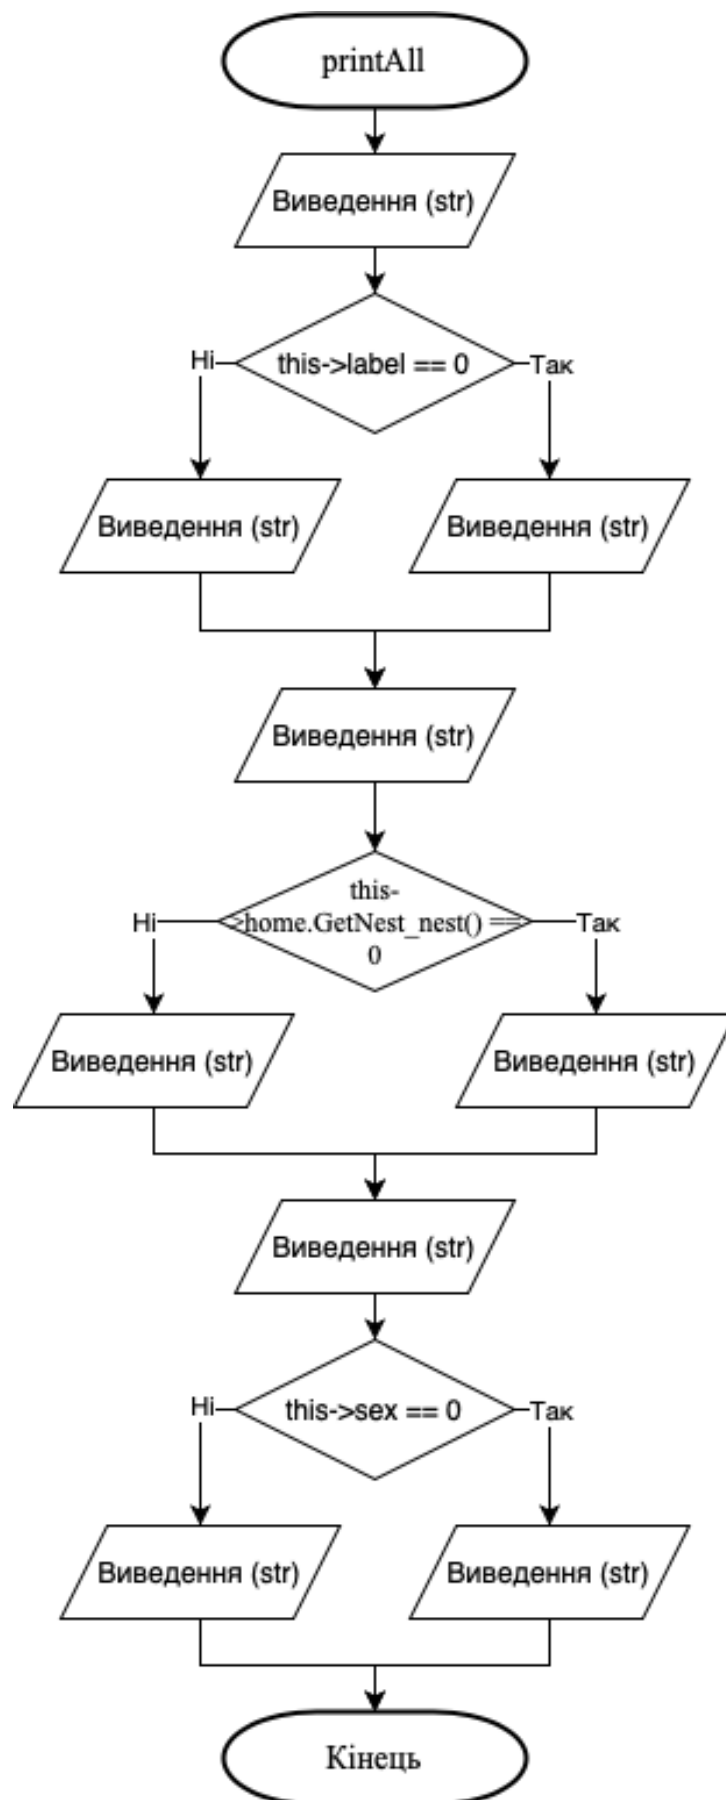 printAll
Виведення (str)
this->label == 0
Ні
Так
Виведення (str)
Виведення (str)
Виведення (str)
this-
>home.GetNest_nest() ==
0
Ні
Так
Виведення (str)
Виведення (str)
Виведення (str)
this->sex == 0
Ні
Так
Виведення (str)
Виведення (str)
Кінець